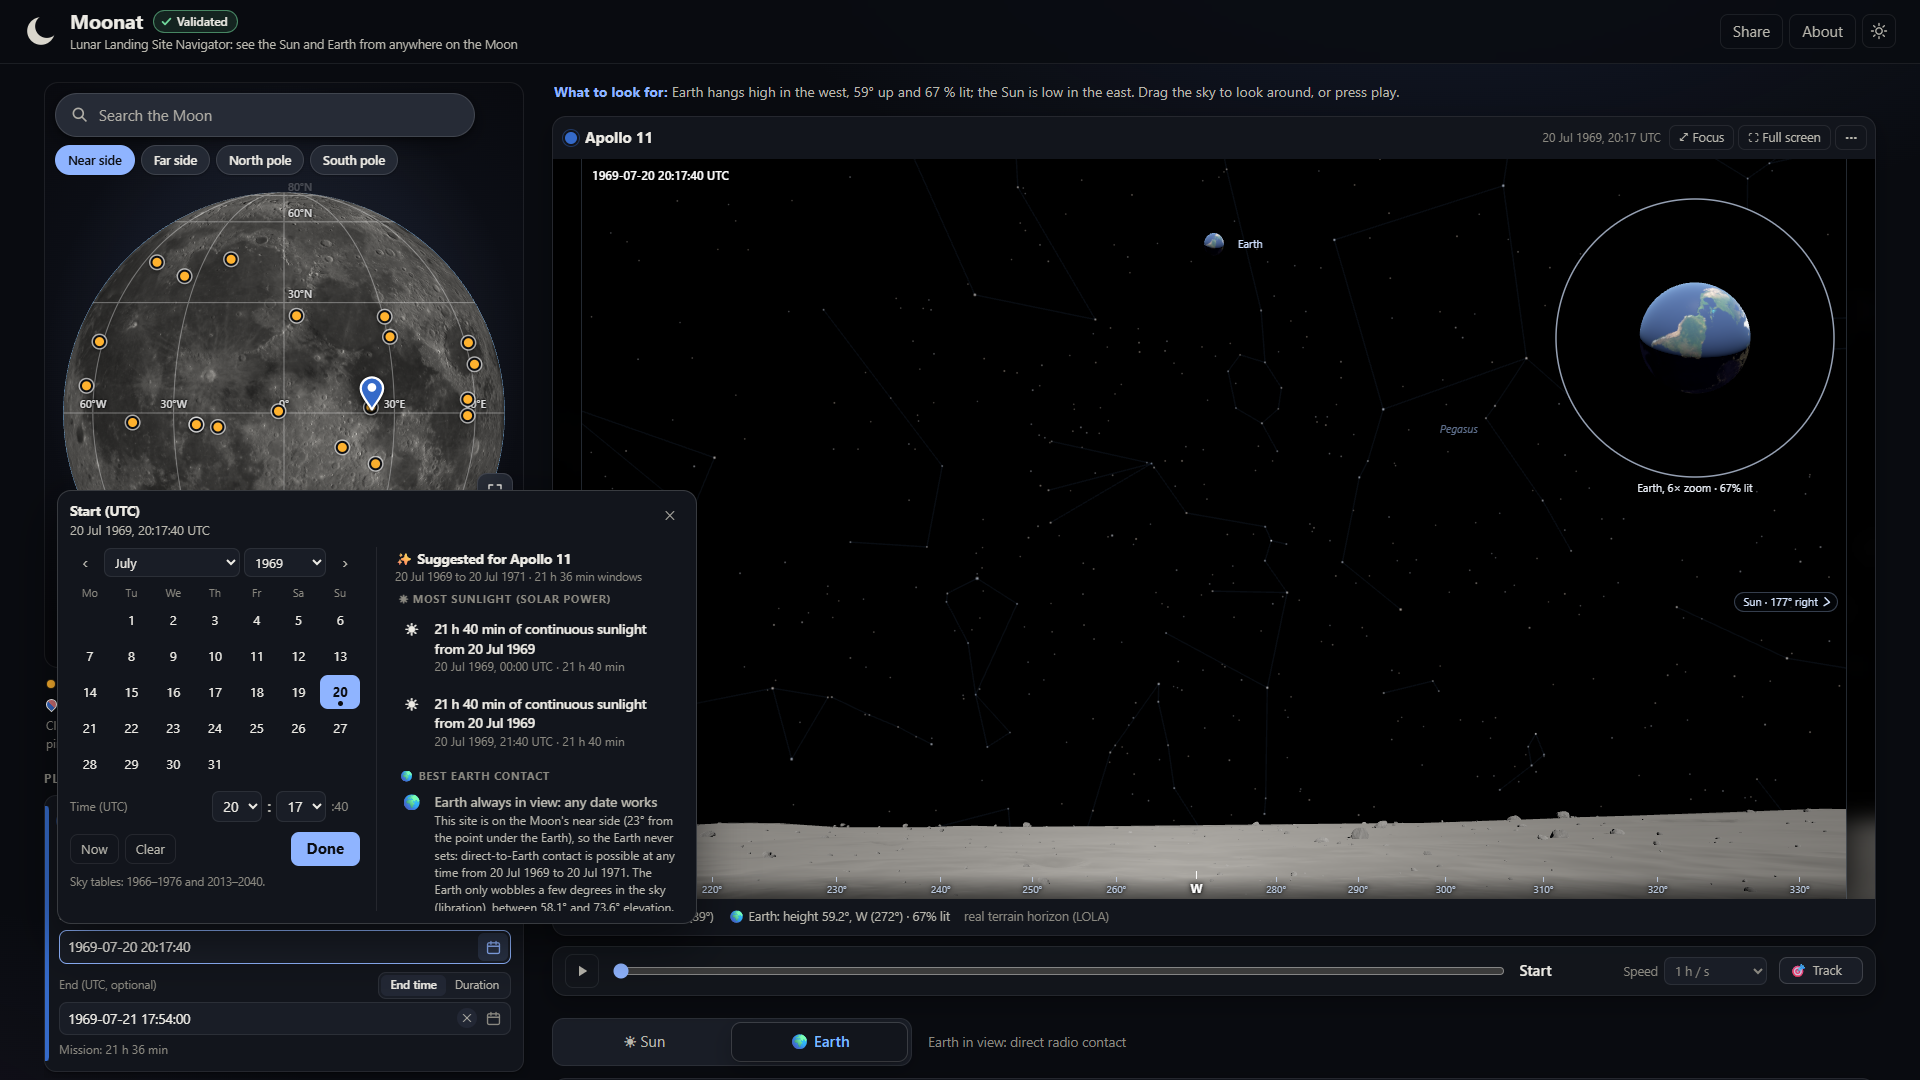 Moonat
Validated
Lunar Landing Site Navigator: see the Sun and Earth from anywhere on the Moon
Share
About
Search the Moon
Near side
Far side
North pole
South pole
80°N
60°N
30°N
60°W
30°W
0°
30°E
°E
What to look for: Earth hangs high in the west, 59° up and 67 % lit; the Sun is low in the east. Drag the sky to look around, or press play.
Apollo 11
20 Jul 1969, 20:17 UTC
Focus
Full screen
1969-07-20 20:17:40 UTC
Earth
Pegasus
Earth, 6× zoom · 67% lit
Sun · 177° right
220°
230°
240°
250°
260°
W
280°
290°
300°
310°
320°
330°
39°)
Earth: height 59.2°, W (272°) · 67% lit
real terrain horizon (LOLA)
Start (UTC)
20 Jul 1969, 20:17:40 UTC
July
1969
Mo Tu We Th Fr Sa Su
1 2 3 4 5 6
7 8 9 10 11 12 13
14 15 16 17 18 19 20
21 22 23 24 25 26 27
28 29 30 31
Time (UTC)
20 : 17 :40
Now
Clear
Done
Sky tables: 1966–1976 and 2013–2040.
Suggested for Apollo 11
20 Jul 1969 to 20 Jul 1971 · 21 h 36 min windows
MOST SUNLIGHT (SOLAR POWER)
21 h 40 min of continuous sunlight
from 20 Jul 1969
20 Jul 1969, 00:00 UTC · 21 h 40 min
21 h 40 min of continuous sunlight
from 20 Jul 1969
20 Jul 1969, 21:40 UTC · 21 h 40 min
BEST EARTH CONTACT
Earth always in view: any date works
This site is on the Moon's near side (23° from
the point under the Earth), so the Earth never
sets: direct-to-Earth contact is possible at any
time from 20 Jul 1969 to 20 Jul 1971. The
Earth only wobbles a few degrees in the sky
(libration), between 58.1° and 73.6° elevation.
Cl
pi
PL
1969-07-20 20:17:40
End (UTC, optional)
End time
Duration
1969-07-21 17:54:00
Mission: 21 h 36 min
Start
Speed
1 h / s
Track
Sun
Earth
Earth in view: direct radio contact